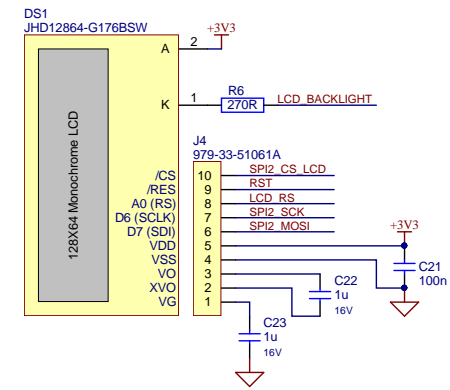 DS1
JHD12864-G176BSW
+3V3
A 2
K 1 R6 LCD_BACKLIGHT
270R
128X64 Monochrome LCD
J4
979-33-51061A
/CS 10 SPI2_CS_LCD
/RES 9 RST
A0 (RS) 8 LCD_RS
D6 (SCLK) 7 SPI2_SCK
D7 (SDI) 6 SPI2_MOSI
+3V3
VDD 5
VSS 4
C21
100n
VO 3
C22
1u
16V
XVO 2
VG 1
C23
1u
16V